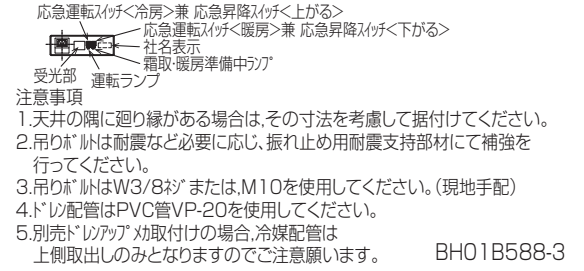 応急運転ｽｲｯﾁ<冷房>兼 応急昇降ｽｲｯﾁ<上がる>
応急運転ｽｲｯﾁ<暖房>兼 応急昇降ｽｲｯﾁ<下がる>
社名表示
霜取･暖房準備中ﾗﾝﾌﾟ
受光部 運転ランプ
注意事項
1.天井の隅に廻り縁がある場合は,その寸法を考慮して据付けてください。
2.吊りﾎﾞﾙﾄは耐震など必要に応じ､振れ止め用耐震支持部材にて補強を
行ってください。
3.吊りﾎﾞﾙﾄはW3/8ﾈｼﾞまたは,M10を使用してください。(現地手配)
4.ﾄﾞﾚﾝ配管はPVC管VP-20を使用してください。
5.別売ﾄﾞﾚﾝｱｯﾌﾟﾒｶ取付けの場合,冷媒配管は
上側取出しのみとなりますのでご注意願います。 BH01B588-3